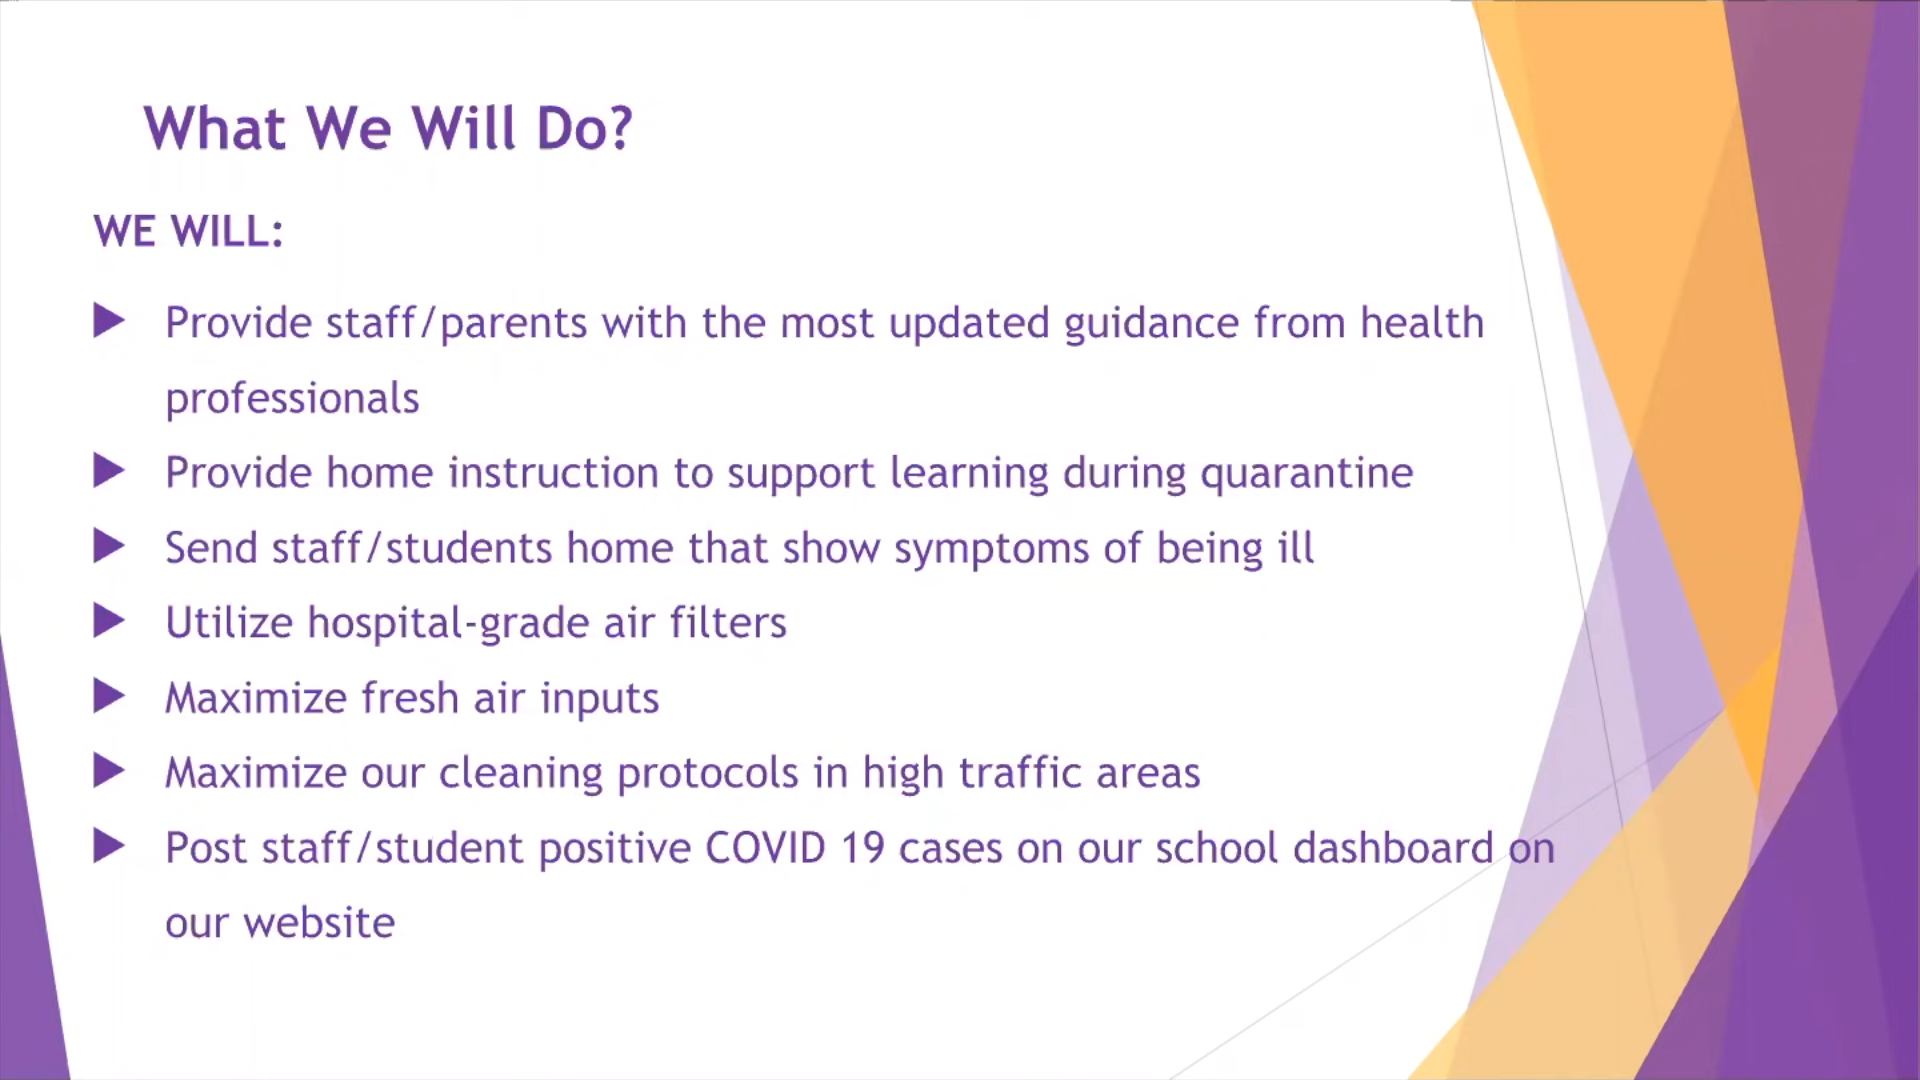 What We Will Do?
WE WILL:
Provide staff/parents with the most updated guidance from health
professionals
Provide home instruction to support learning during quarantine
Send staff/students home that show symptoms of being ill
Utilize hospital-grade air filters
Maximize fresh air inputs
Maximize our cleaning protocols in high traffic areas
Post staff/student positive COVID 19 cases on our school dashboard on
our website